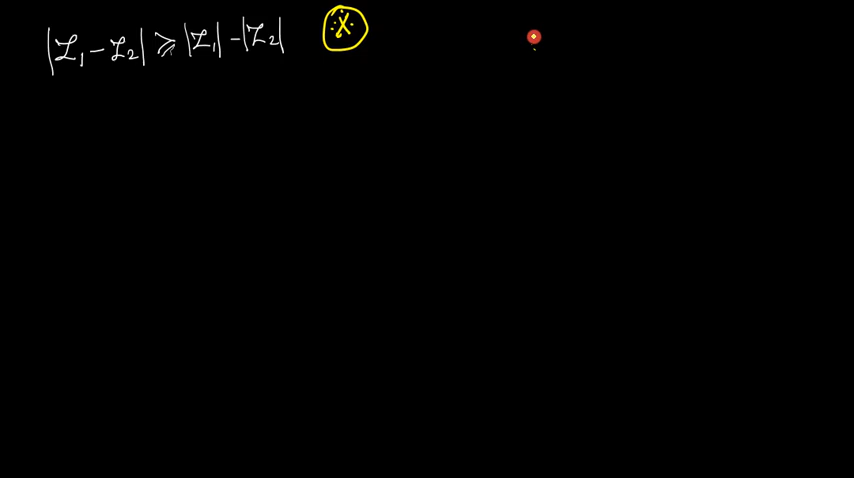 |Z₁ - Z₂| ⩾ |Z₁| - |Z₂| ※